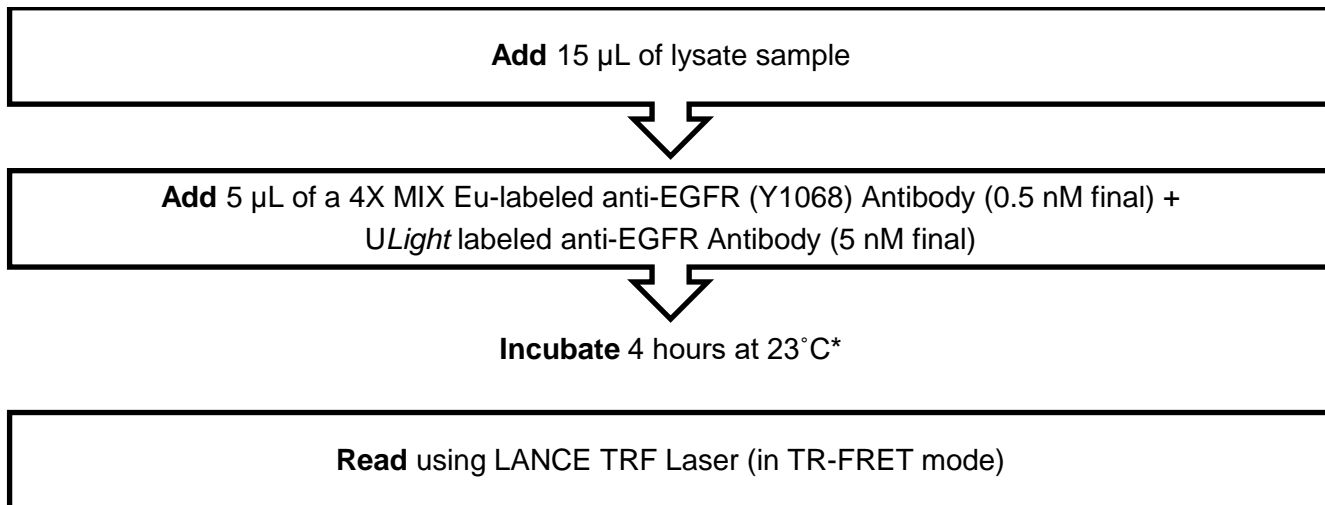 Add 15 µL of lysate sample
Add 5 µL of a 4X MIX Eu-labeled anti-EGFR (Y1068) Antibody (0.5 nM final) +
ULight labeled anti-EGFR Antibody (5 nM final)
Incubate 4 hours at 23˚C*
Read using LANCE TRF Laser (in TR-FRET mode)